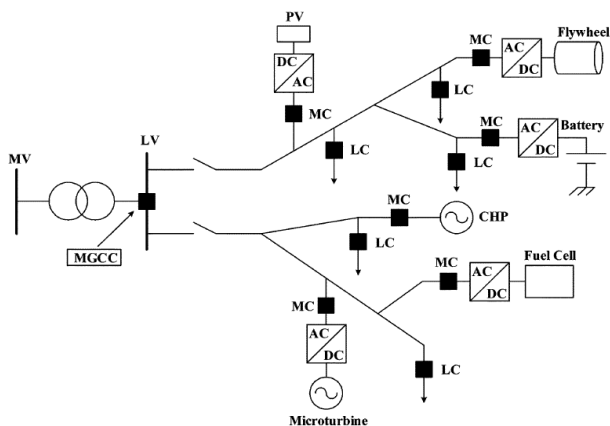 PV
DC
AC
MC
LC
MC
AC
DC
Flywheel
LC
MC
AC
DC
Battery
LC
MV
LV
MGCC
MC
CHP
LC
MC
AC
DC
Fuel Cell
MC
AC
DC
Microturbine
LC